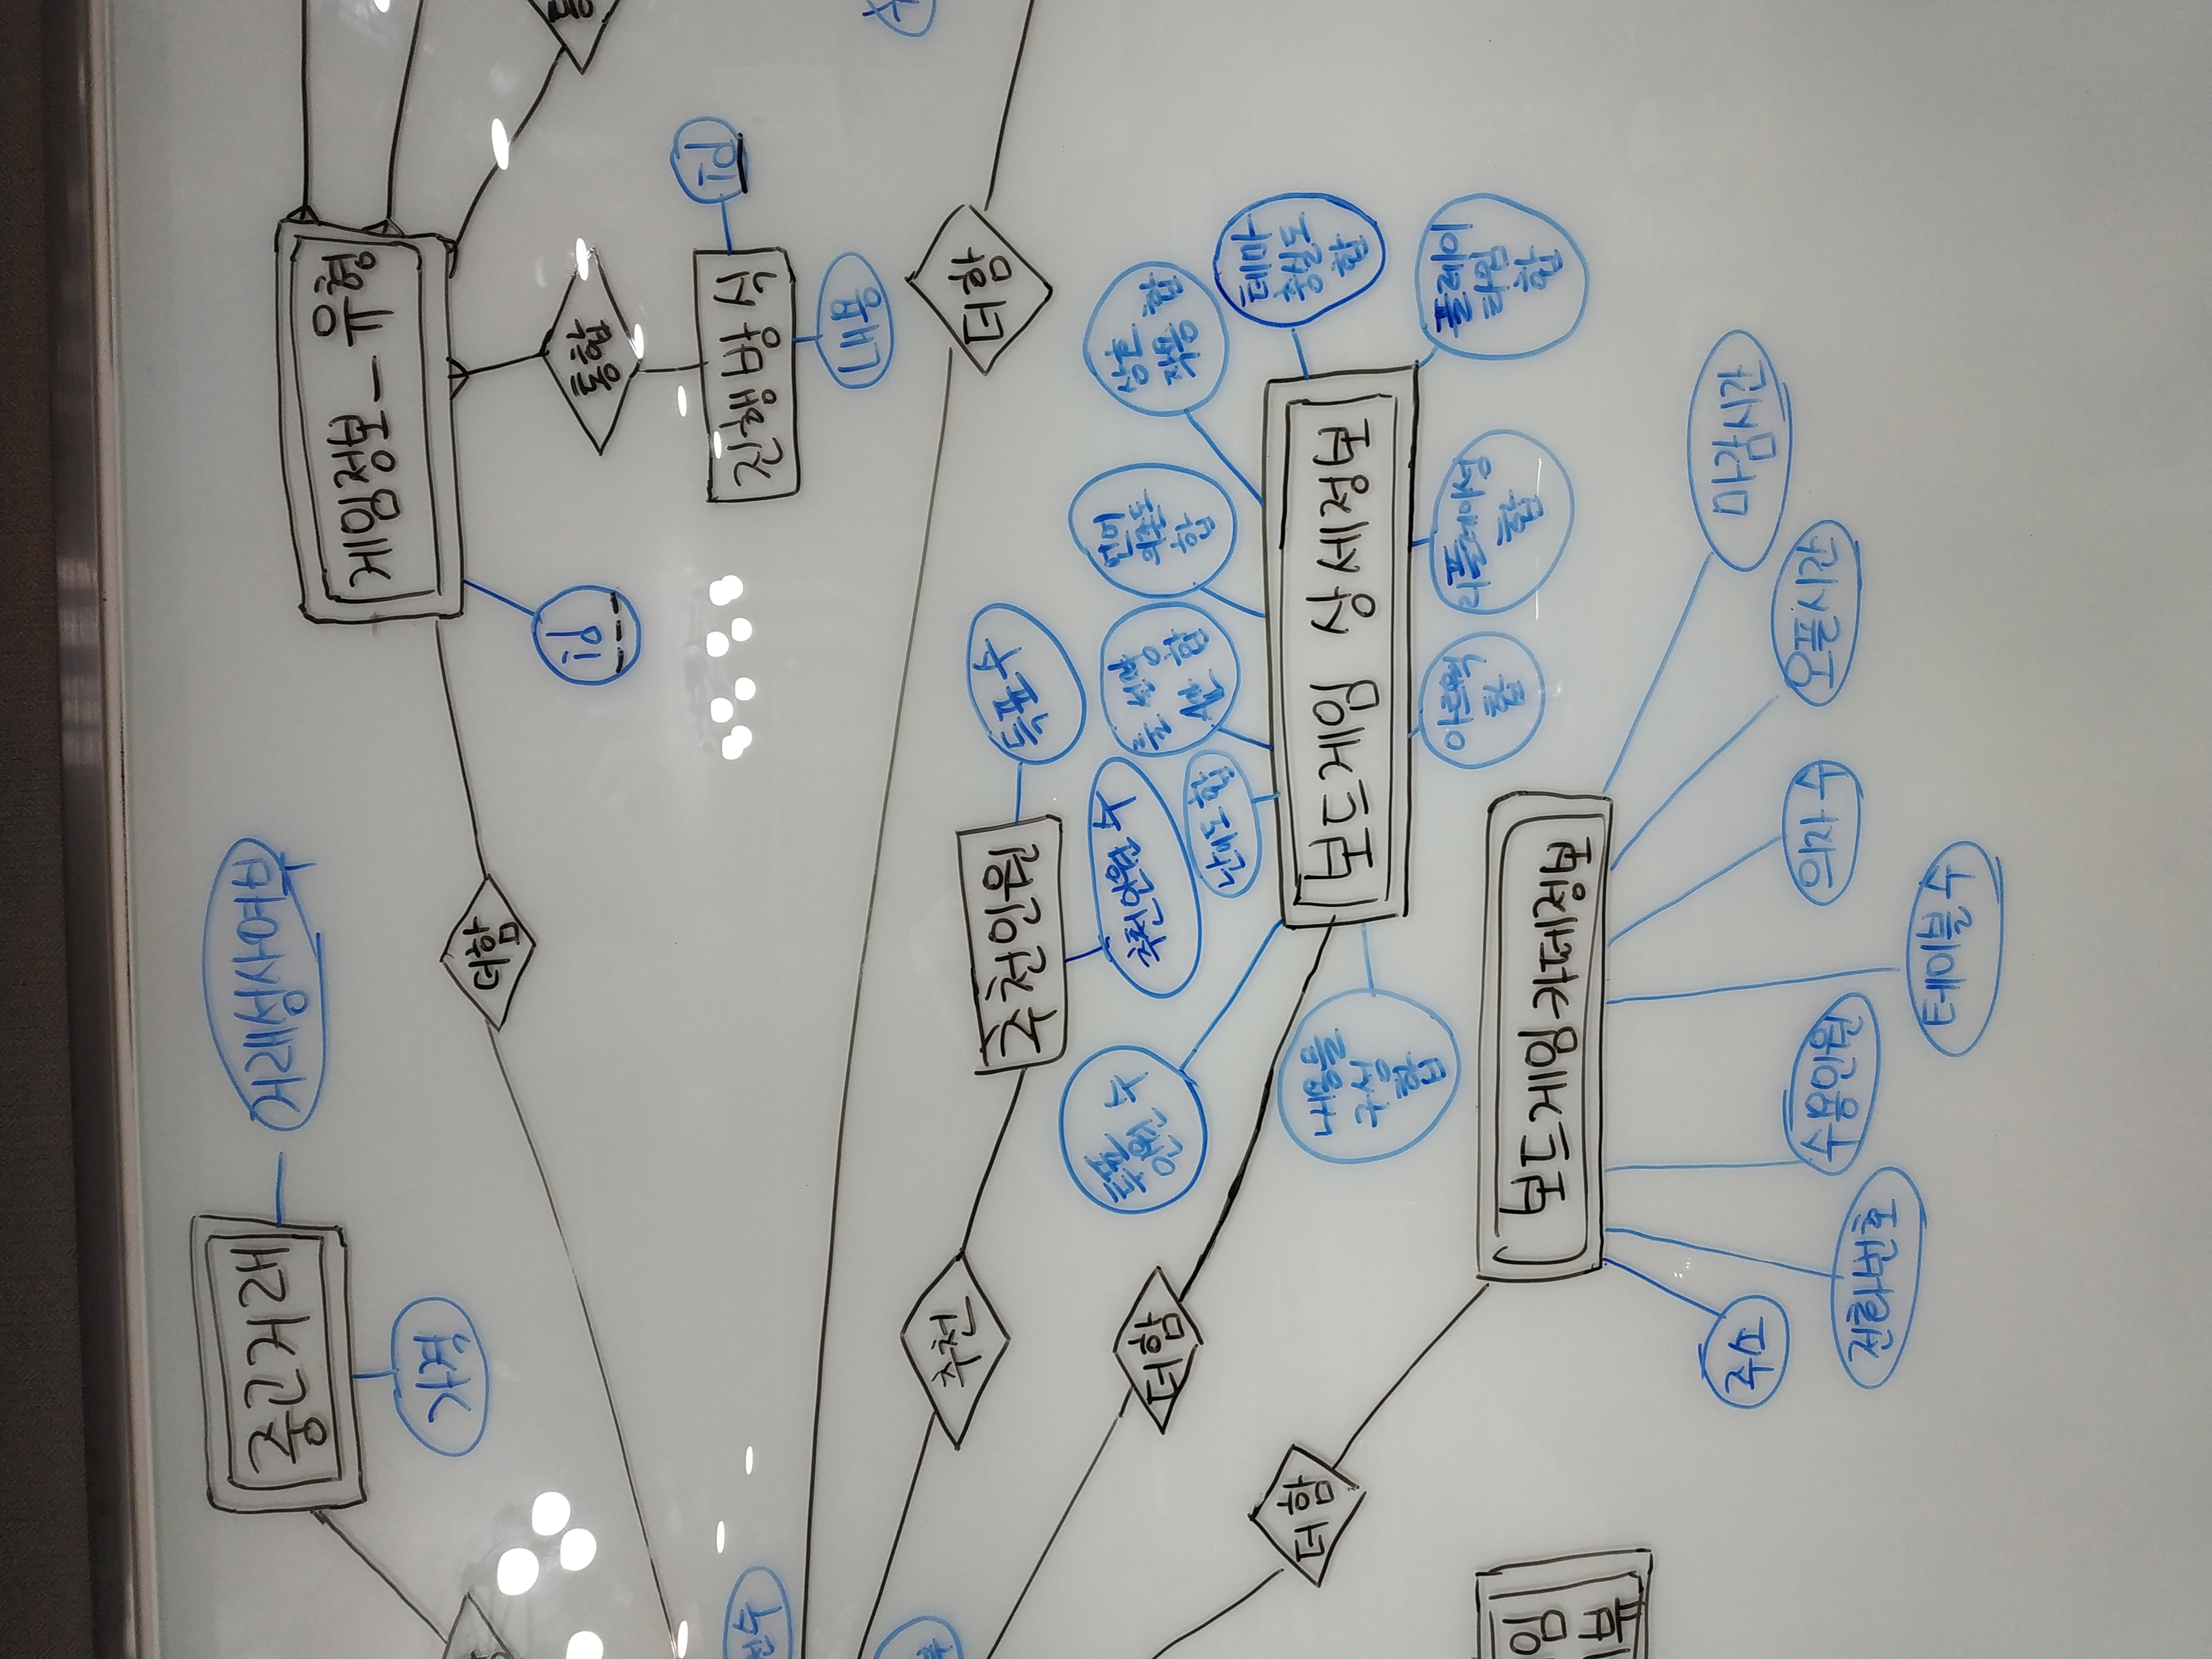 중고거래
거래성사여부
가격
게임정보_유형
더함
id
통합
진행방식
id
내용
추천
추천인원
득표수
추천인원 수
더함
더함
투표
인원 수
난이도 합
룰 설명
합
언어
의존도
합
상호
작용 합
테마
충실도
합
보드게임 상세정보
내용물
구성
합
아트웍
합
리플레이성
합
플레이
타임
합
더함
임
뷰
보드게임카페정보
주소
전화번호
수용인원
테이블 수
의자 수
오픈시간
마감시간